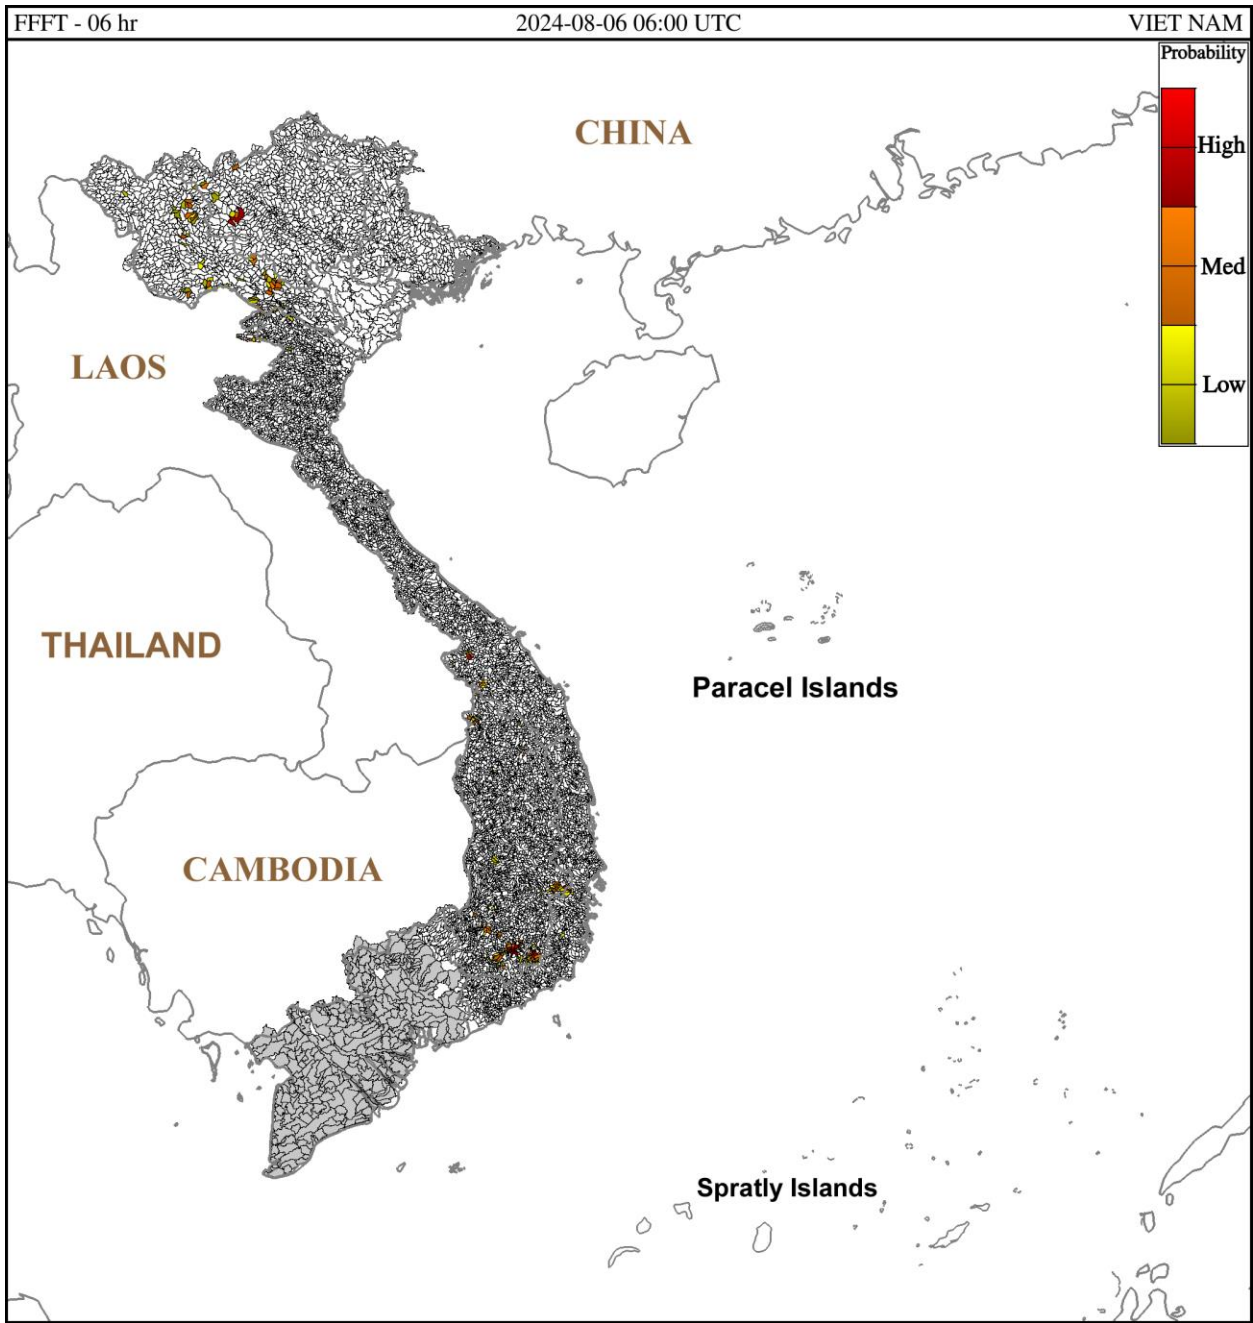 FFFT - 06 hr
2024-08-06 06:00 UTC
VIET NAM
Probability
High
Med
Low
CHINA
LAOS
THAILAND
Paracel Islands
CAMBODIA
Spratly Islands